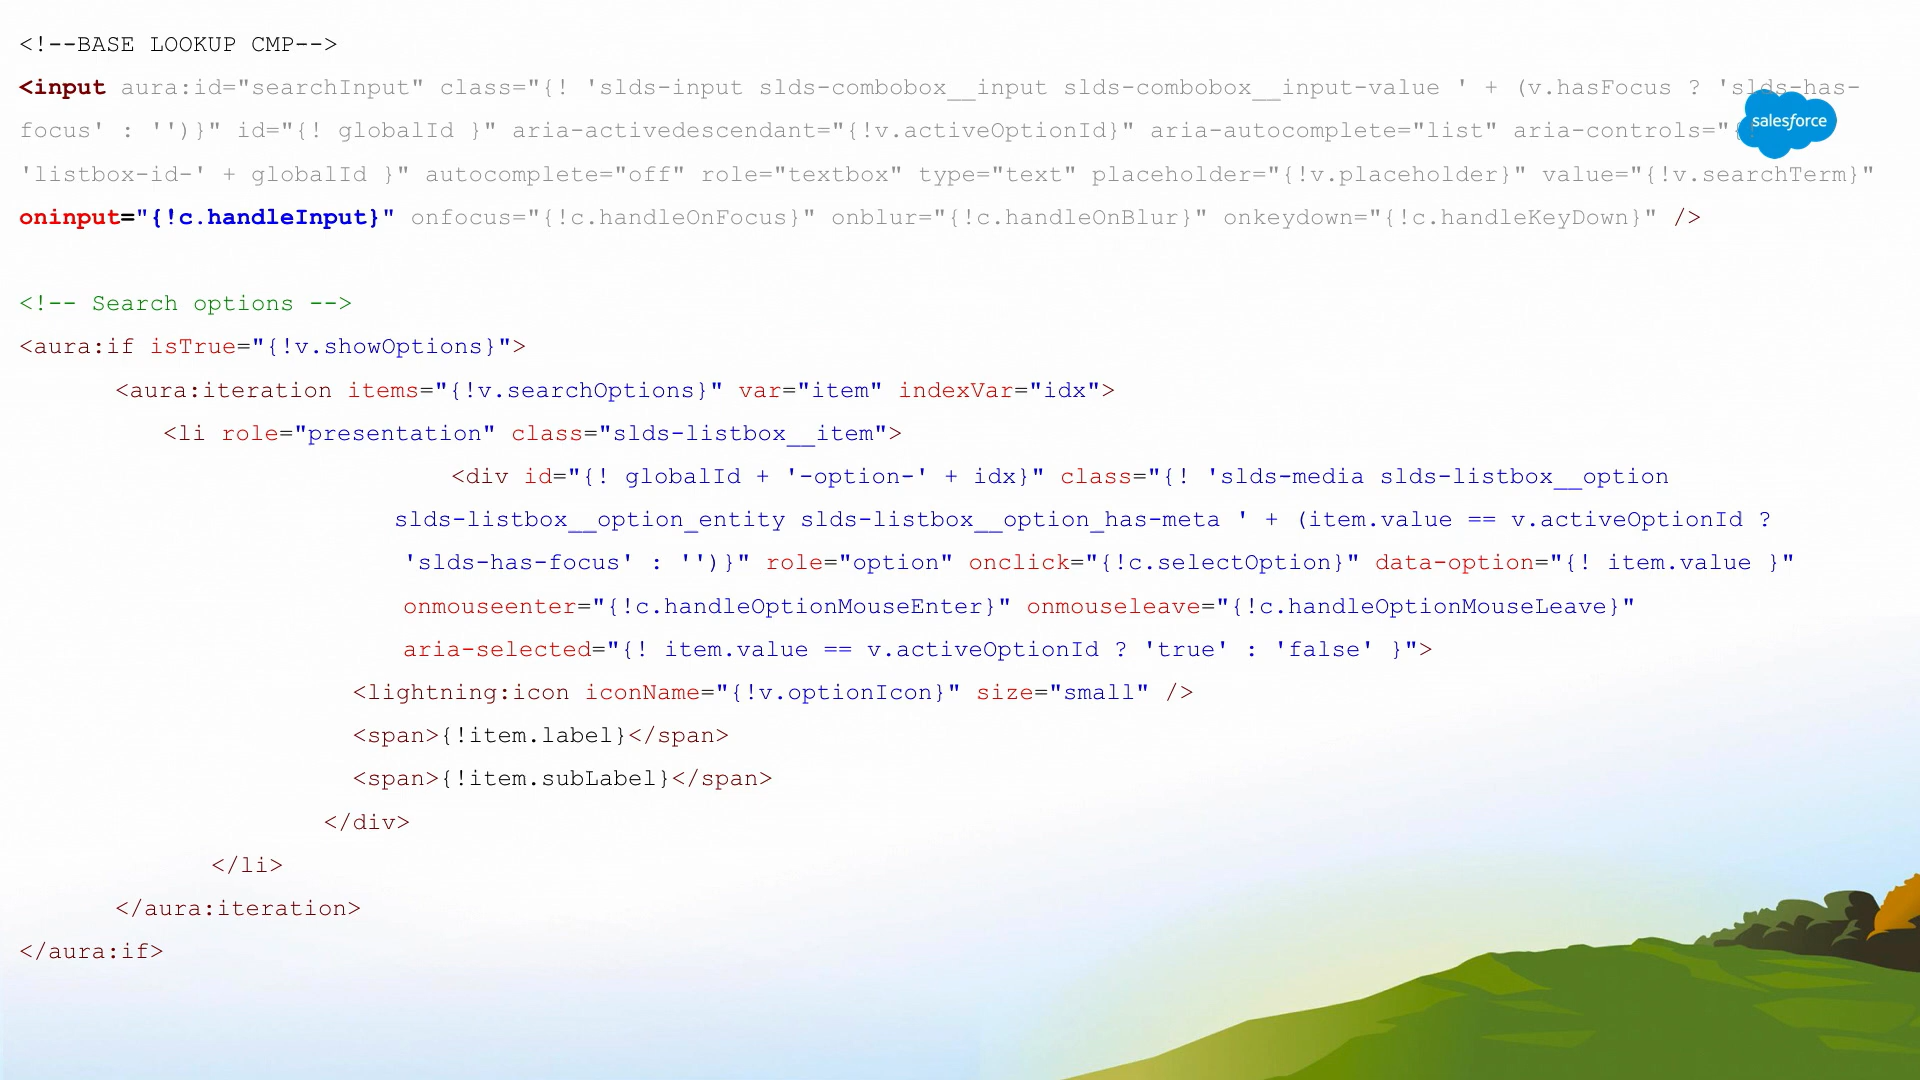 <!--BASE LOOKUP CMP-->
<input aura:id="searchInput" class="{! 'slds-input slds-combobox__input slds-combobox__input-value ' + (v.hasFocus ? 'slds-has-
focus' : '')}" id="{! globalId }" aria-activedescendant="{!v.activeOptionId}" aria-autocomplete="list" aria-controls="{!
salesforce
'listbox-id-' + globalId }" autocomplete="off" role="textbox" type="text" placeholder="{!v.placeholder}" value="{!v.searchTerm}"
oninput="{!c.handleInput}" onfocus="{!c.handleOnFocus}" onblur="{!c.handleOnBlur}" onkeydown="{!c.handleKeyDown}" />
<!-- Search options -->
<aura:if isTrue="{!v.showOptions}">
<aura:iteration items="{!v.searchOptions}" var="item" indexVar="idx">
<li role="presentation" class="slds-listbox__item">
<div id="{! globalId + '-option-' + idx}" class="{! 'slds-media slds-listbox__option
slds-listbox__option_entity slds-listbox__option_has-meta ' + (item.value == v.activeOptionId ?
'slds-has-focus' : '')}" role="option" onclick="{!c.selectOption}" data-option="{! item.value }"
onmouseenter="{!c.handleOptionMouseEnter}" onmouseleave="{!c.handleOptionMouseLeave}"
aria-selected="{! item.value == v.activeOptionId ? 'true' : 'false' }">
<lightning:icon iconName="{!v.optionIcon}" size="small" />
<span>{!item.label}</span>
<span>{!item.subLabel}</span>
</div>
</li>
</aura:iteration>
</aura:if>